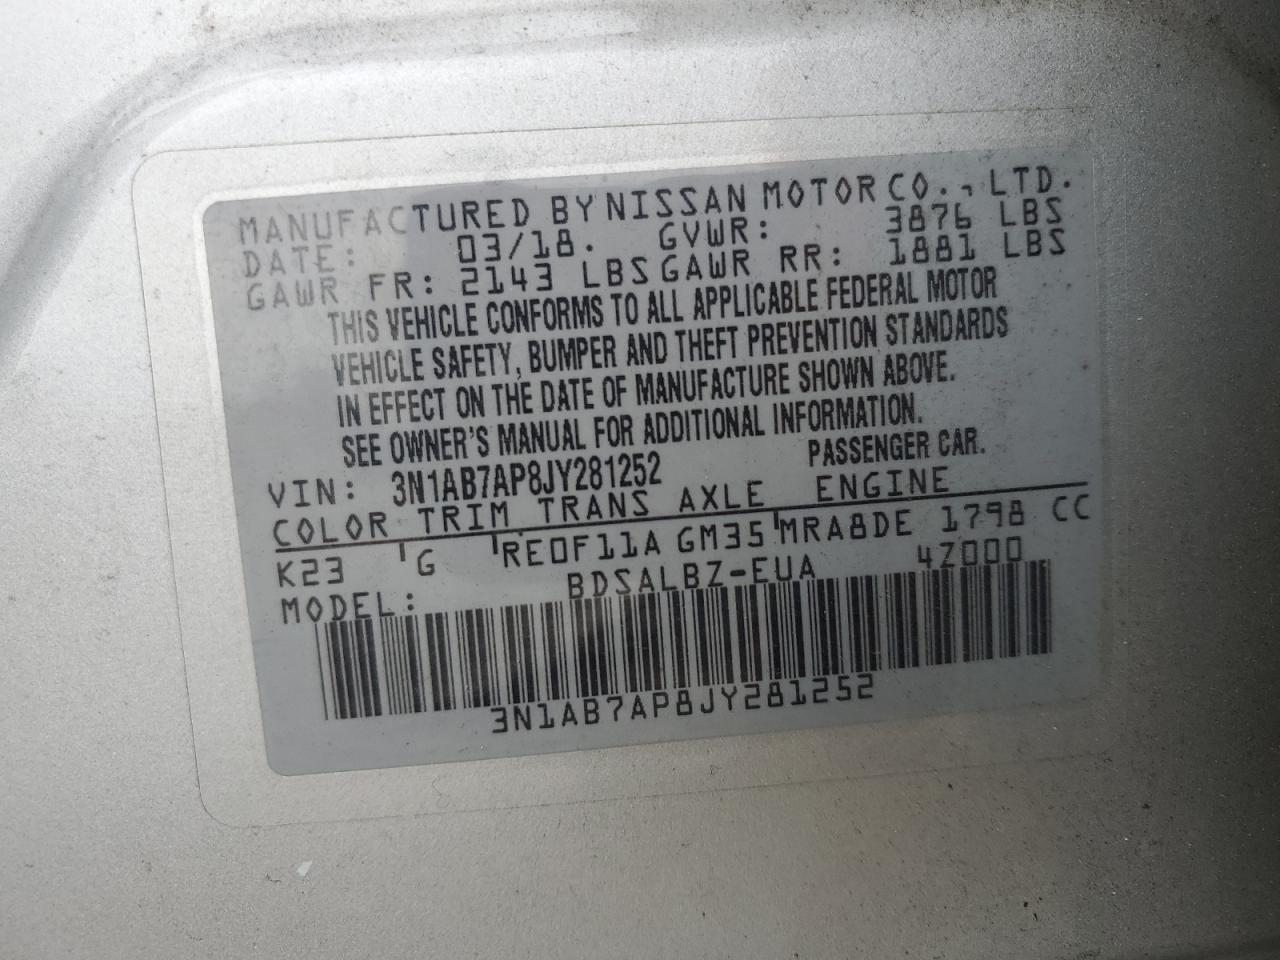 MANUFACTURED BY NISSAN MOTOR CO., LTD.
DATE: 03/18. GVWR: 3876 LBS
GAWR FR: 2143 LBS GAWR RR: 1881 LBS
THIS VEHICLE CONFORMS TO ALL APPLICABLE FEDERAL MOTOR
VEHICLE SAFETY, BUMPER AND THEFT PREVENTION STANDARDS
IN EFFECT ON THE DATE OF MANUFACTURE SHOWN ABOVE.
SEE OWNER'S MANUAL FOR ADDITIONAL INFORMATION.
VIN: 3N1AB7AP8JY281252 PASSENGER CAR.
COLOR TRIM TRANS AXLE ENGINE
K23 G RE0F11A GM35 MRA8DE 1798 CC
MODEL: BDSALBZ-EUA 4Z000
3N1AB7AP8JY281252